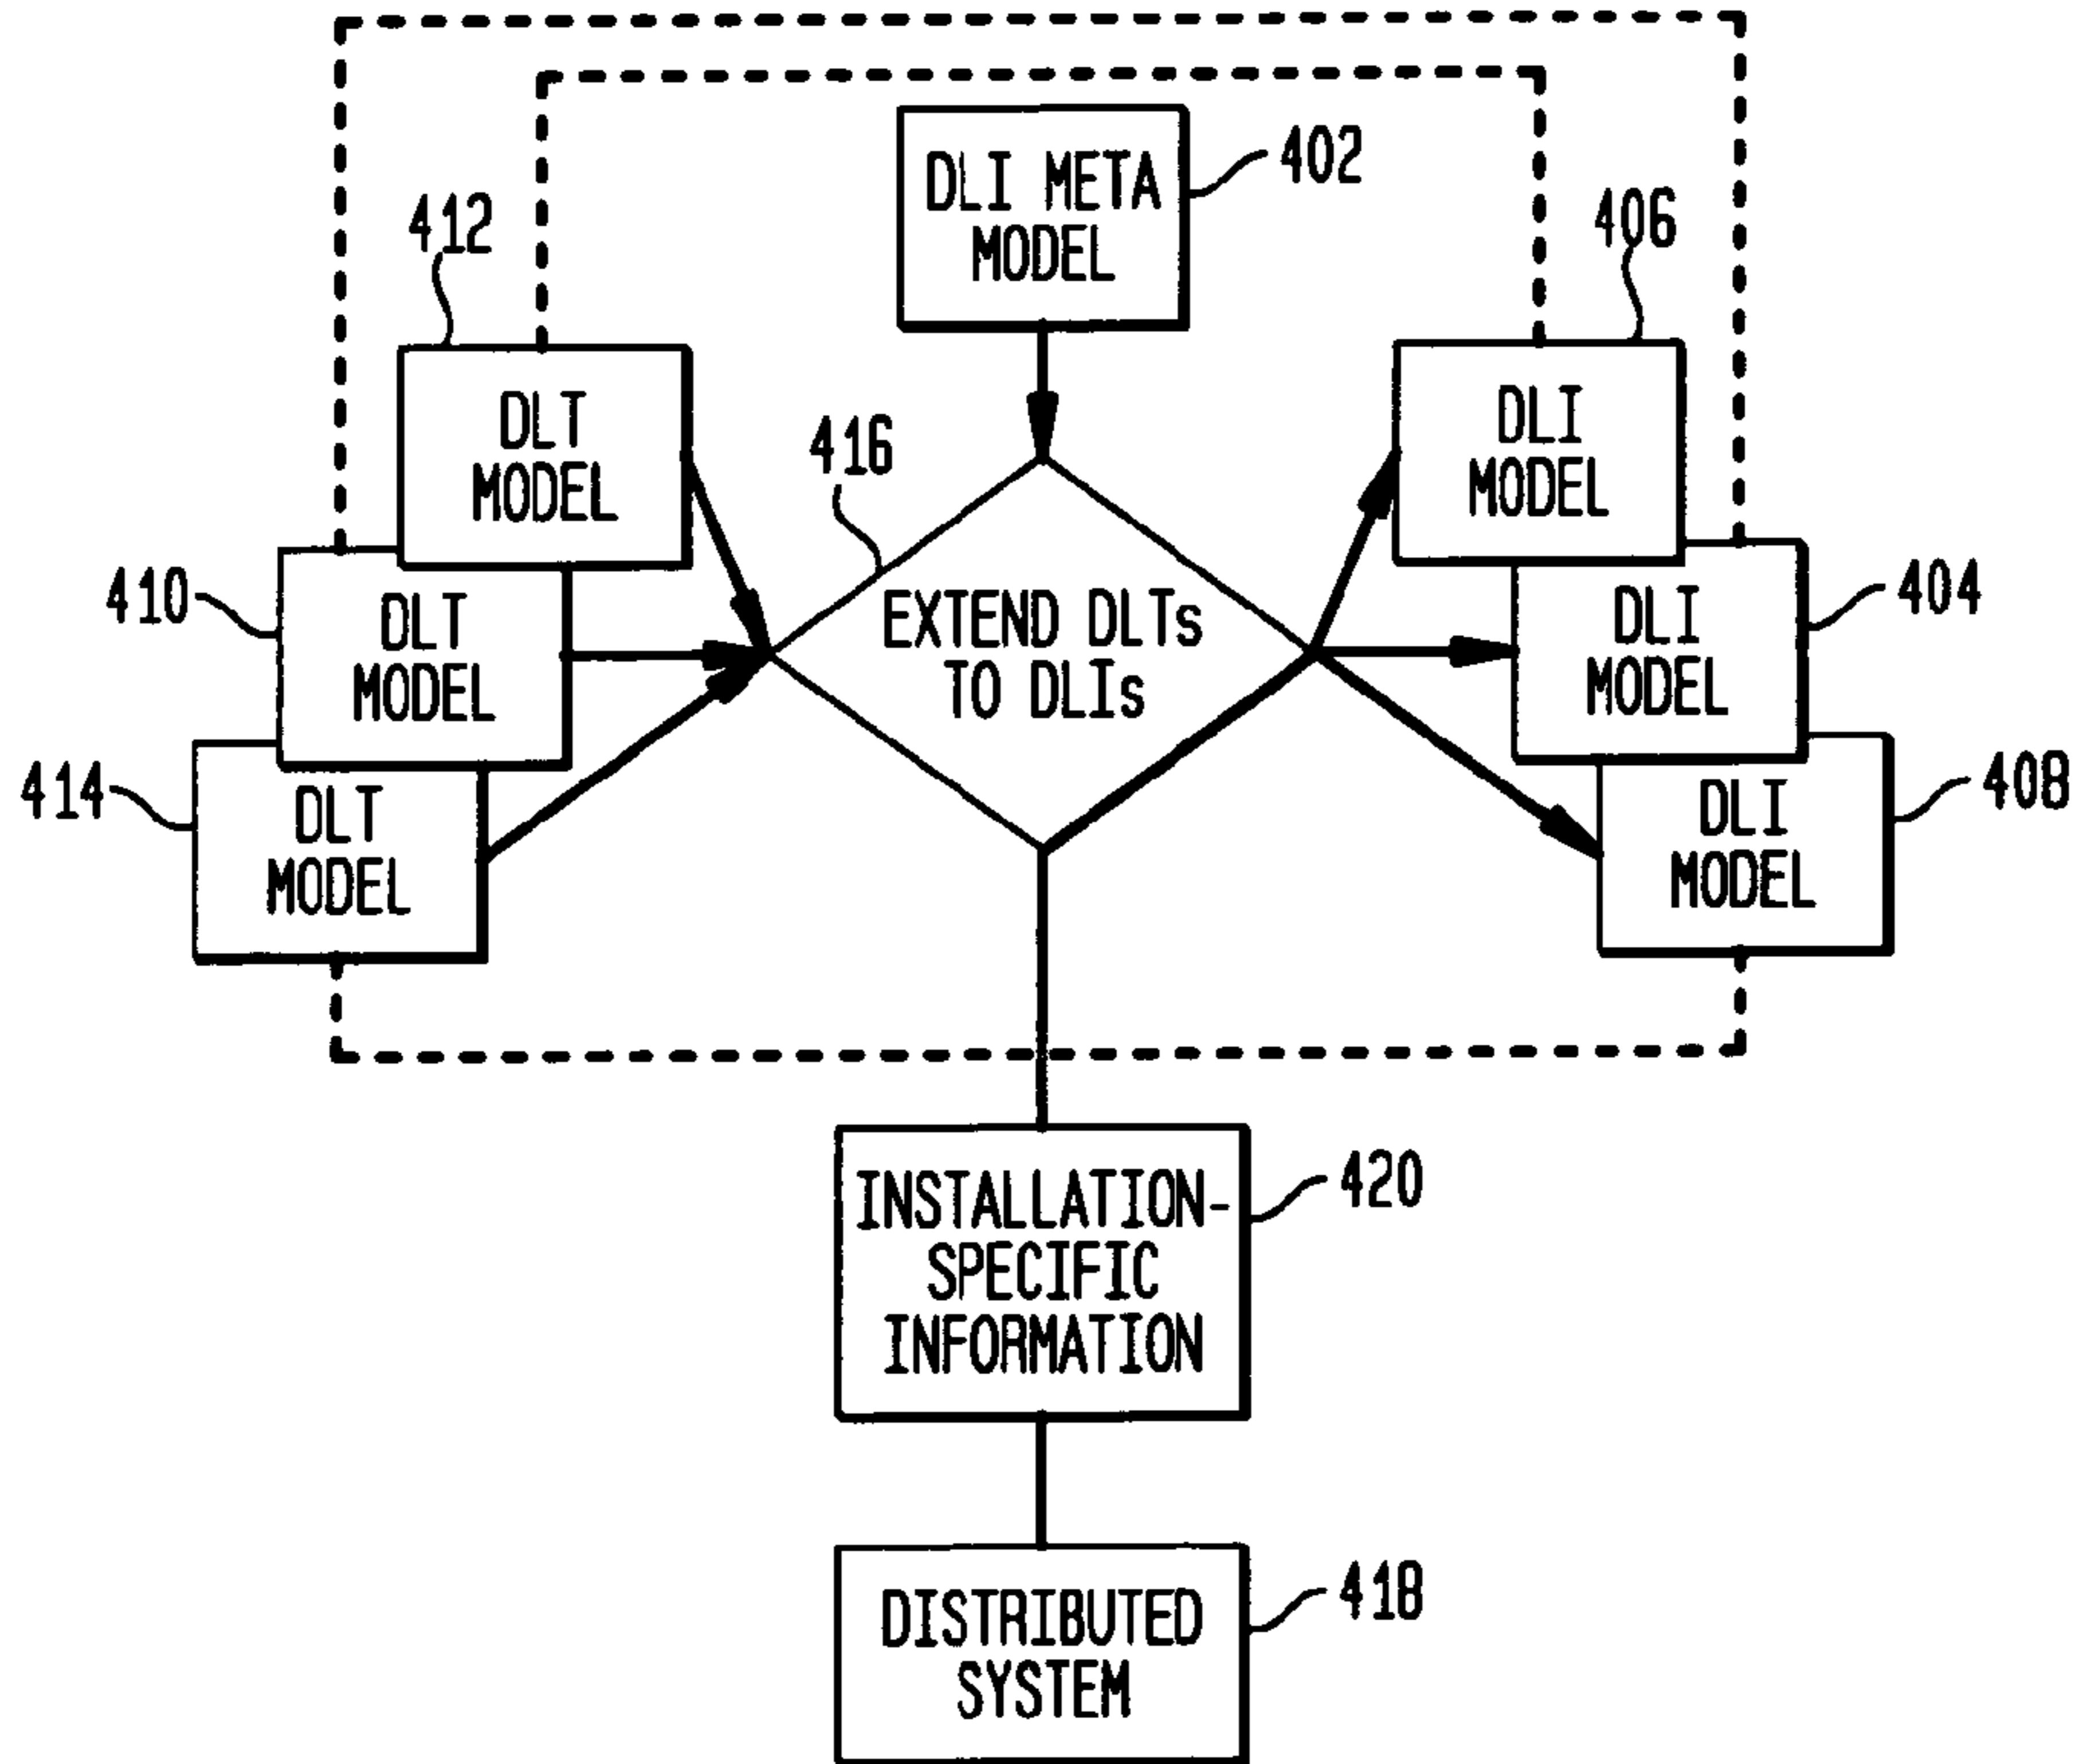 DLI META
MODEL
402
412
406
DLT
MODEL
416
DLI
MODEL
410
DLT
MODEL
EXTEND DLTs
TO DLIs
DLI
MODEL
404
414
DLT
MODEL
DLI
MODEL
408
INSTALLATION-
SPECIFIC
INFORMATION
420
DISTRIBUTED
SYSTEM
418